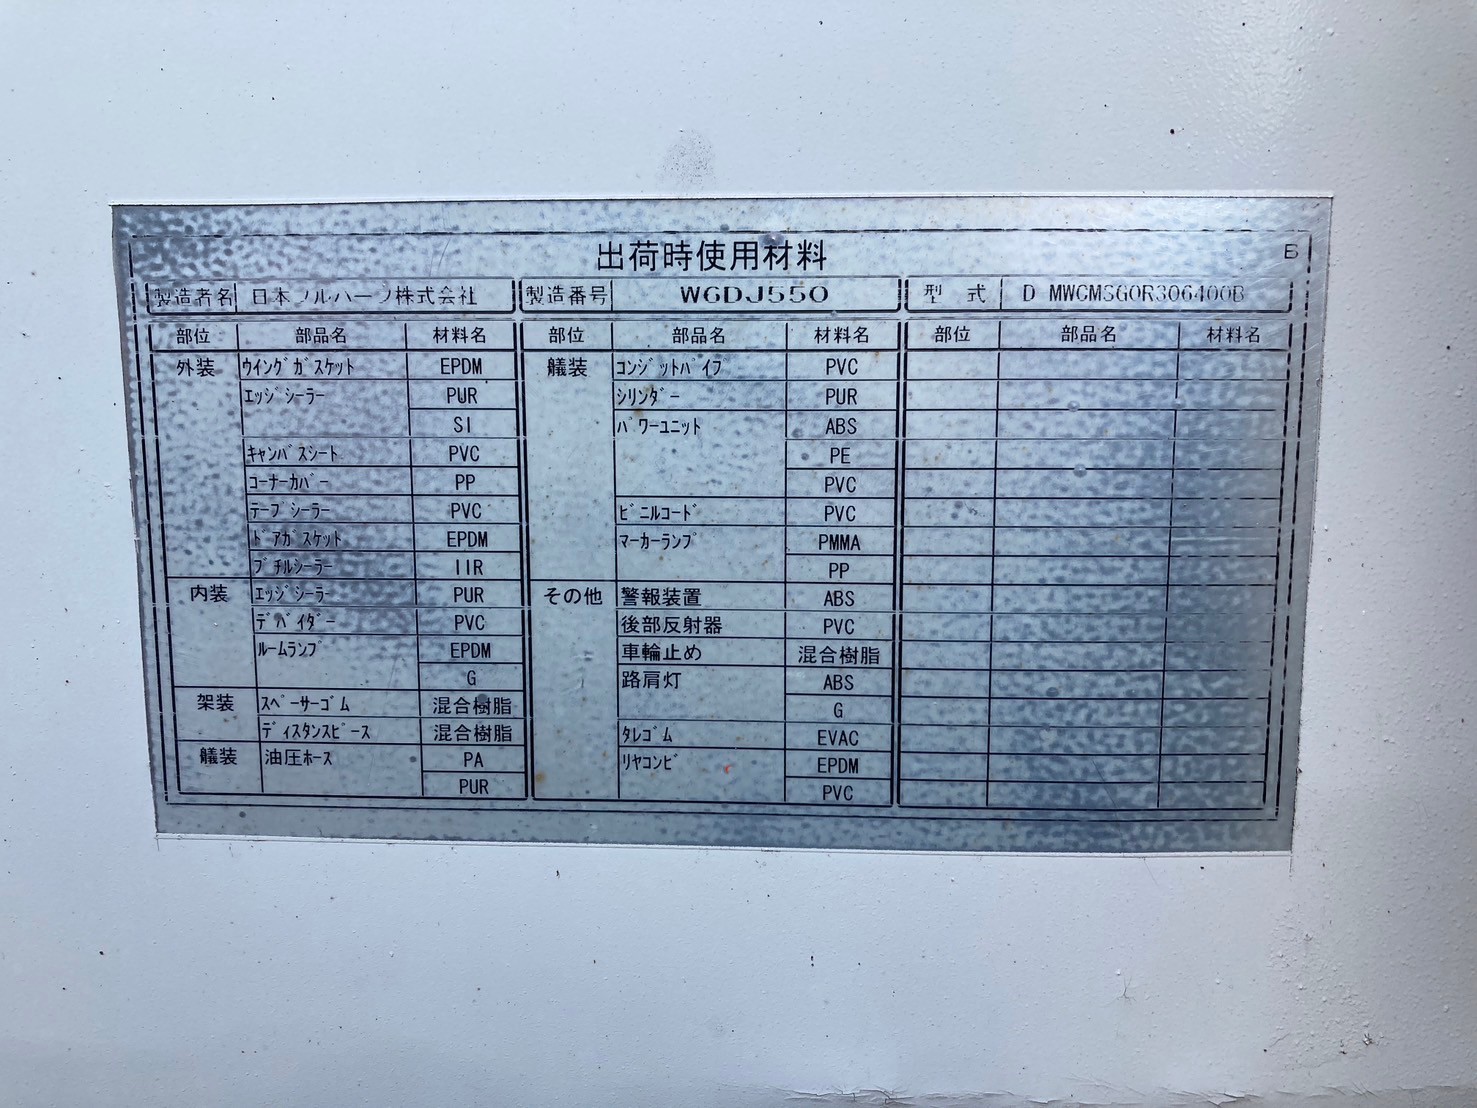 出荷時使用材料
B
製造者名 日本フルハーフ株式会社 製造番号 W6DJ550 型 式 D MWCMSG0R306400B
部位 部品名 材料名 部位 部品名 材料名 部位 部品名 材料名
外装 ウイングガスケット EPDM
エッジシーラー PUR
SI
キャンバスシート PVC
コーナーカバー PP
テープシーラー PVC
ドアガスケット EPDM
ブチルシーラー IIR
内装 エッジシーラー PUR
デバイダー PVC
ルームランプ EPDM
G
架装 スペーサーゴム 混合樹脂
ディスタンスピース 混合樹脂
艤装 油圧ホース PA
PUR
艤装 コンジットパイプ PVC
シリンダー PUR
パワーユニット ABS
PE
PVC
ビニルコード PVC
マーカーランプ PMMA
PP
その他 警報装置 ABS
後部反射器 PVC
車輪止め 混合樹脂
路肩灯 ABS
G
タレゴム EVAC
リヤコンビ EPDM
PVC